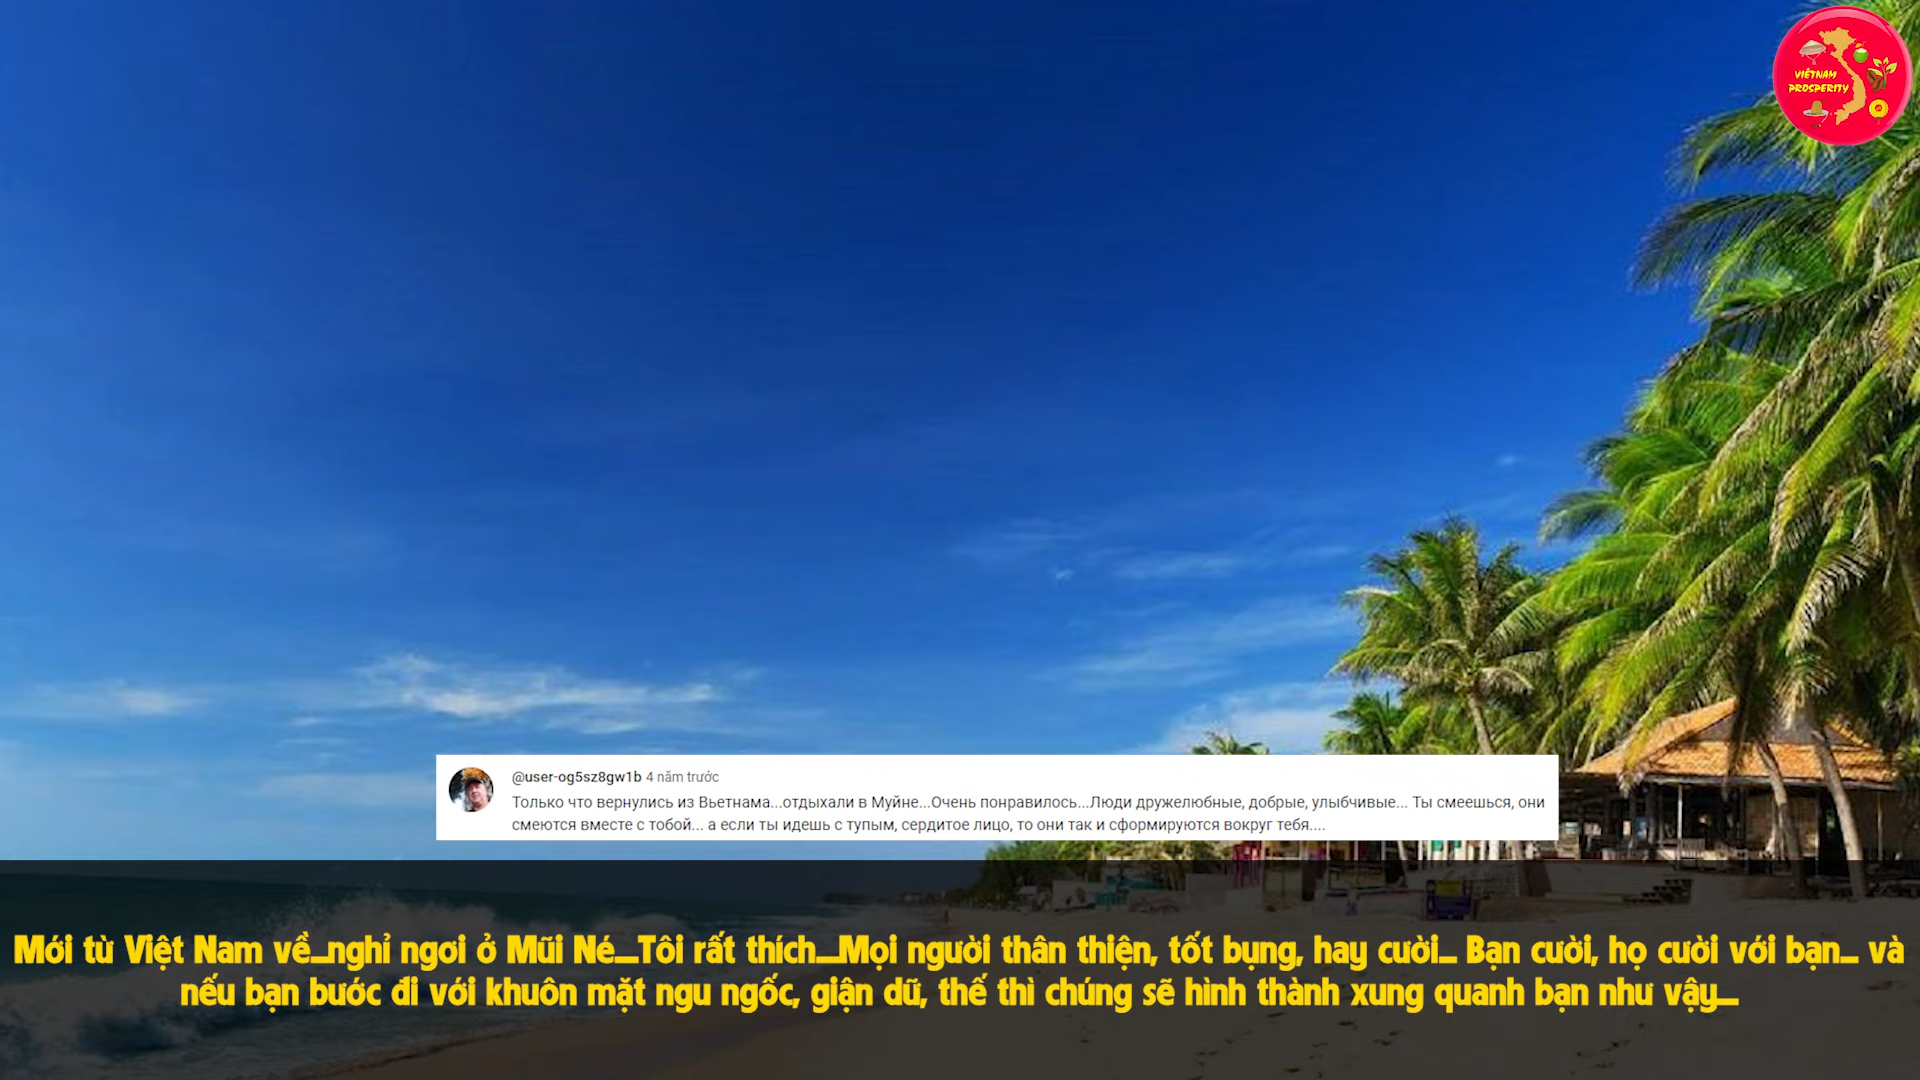 VIETNAM
PROSPERITY
@user-og5sz8gw1b 4 năm trước
Только что вернулись из Вьетнама...отдыхали в Муйне...Очень понравилось...Люди дружелюбные, добрые, улыбчивые... Ты смеешься, они
смеются вместе с тобой... а если ты идешь с тупым, сердитое лицо, то они так и сформируются вокруг тебя....
Mới từ Việt Nam về...nghỉ ngơi ở Mũi Né....Tôi rất thích....Mọi người thân thiện, tốt bụng, hay cười... Bạn cười, họ cười với bạn... và
nếu bạn bước đi với khuôn mặt ngu ngốc, giận dữ, thế thì chúng sẽ hình thành xung quanh bạn như vậy....